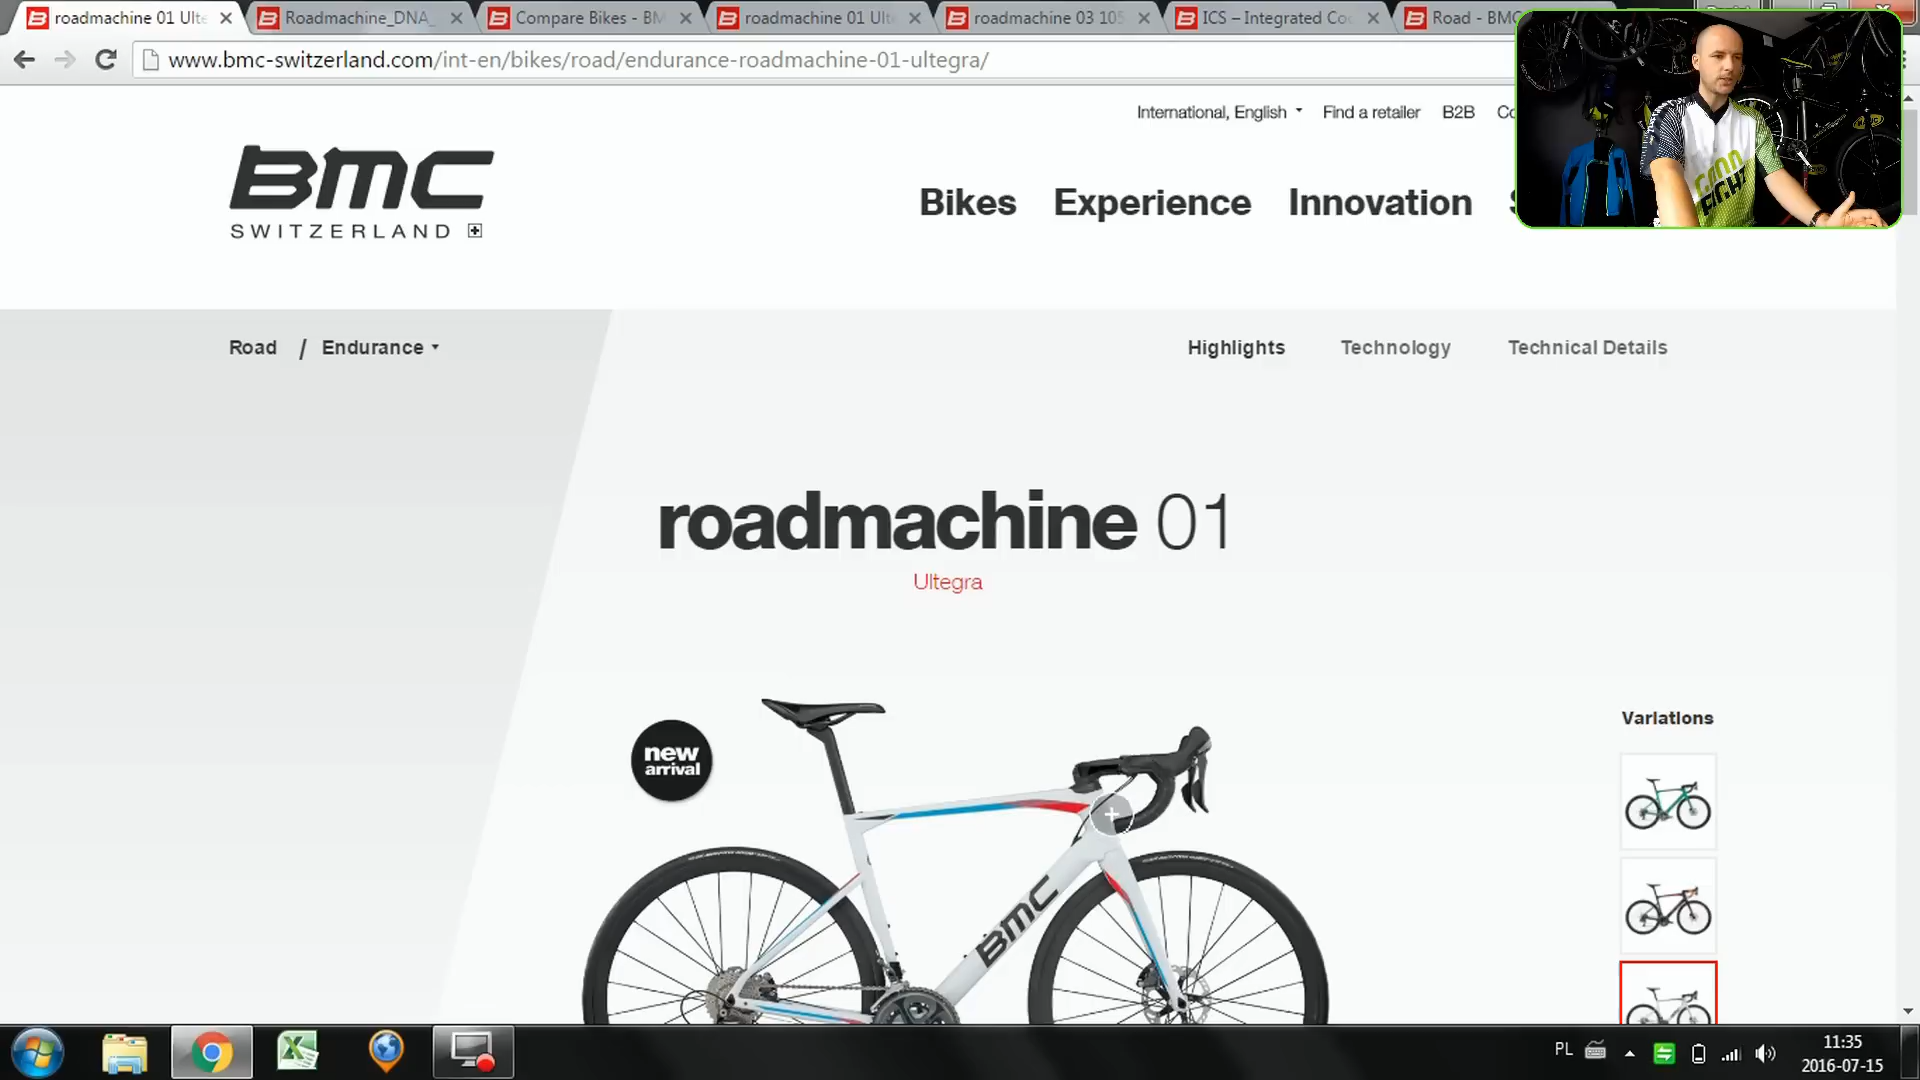 roadmachine 01 Ulte
Roadmachine_DNA_
Compare Bikes - BM
roadmachine 01 Ult
roadmachine 03 105
ICS – Integrated Co
Road - BMC
www.bmc-switzerland.com/int-en/bikes/road/endurance-roadmachine-01-ultegra/
International, English
Find a retailer
B2B
BMC
SWITZERLAND
Bikes
Experience
Innovation
Road / Endurance
Highlights
Technology
Technical Details
roadmachine 01
Ultegra
new
arrival
Variations
BMC
PL
11:35
2016-07-15